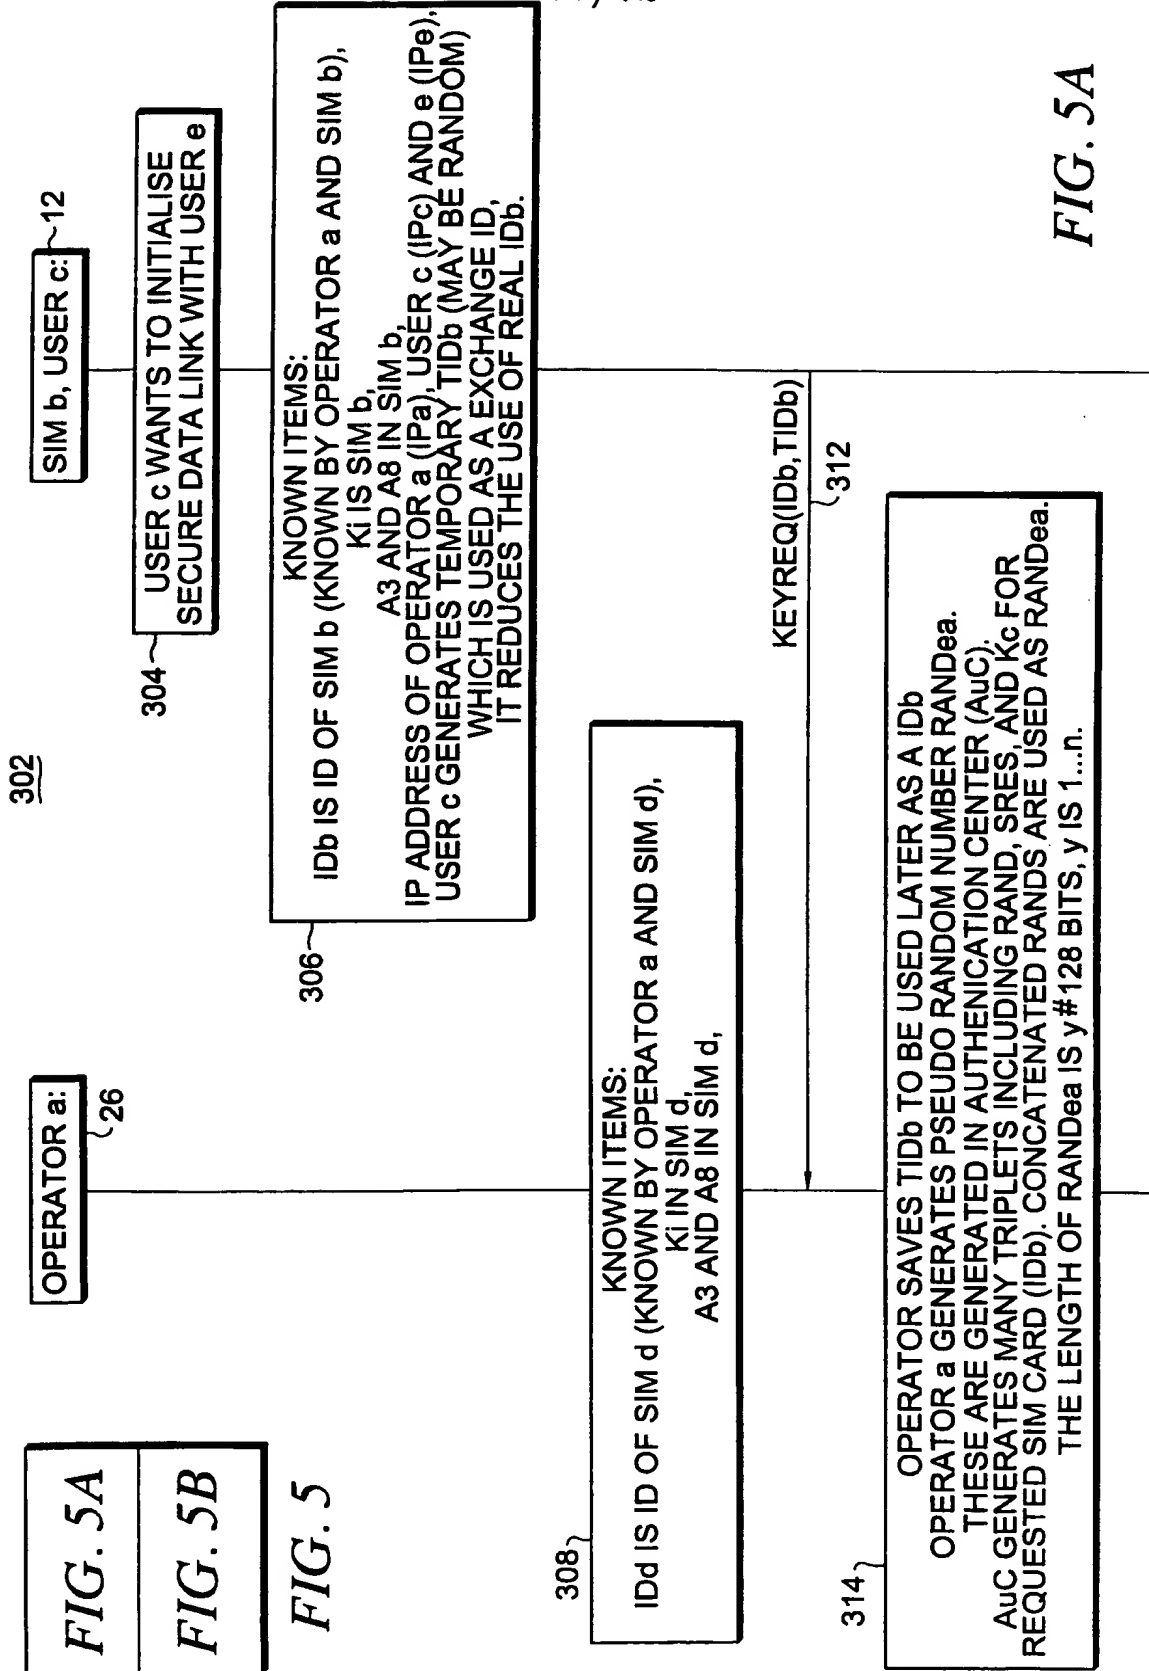 302
FIG. 5A
FIG. 5B
FIG. 5
OPERATOR a:
26
SIM b, USER c:
12
USER c WANTS TO INITIALISE
SECURE DATA LINK WITH USER e
304
KNOWN ITEMS:
IDb IS ID OF SIM b (KNOWN BY OPERATOR a AND SIM b),
Ki IS SIM b,
A3 AND A8 IN SIM b,
IP ADDRESS OF OPERATOR a (IPa), USER c (IPc) AND e (IPe),
USER c GENERATES TEMPORARY TIDb (MAY BE RANDOM)
WHICH IS USED AS A EXCHANGE ID,
IT REDUCES THE USE OF REAL IDb.
306
KNOWN ITEMS:
IDd IS ID OF SIM d (KNOWN BY OPERATOR a AND SIM d),
Ki IN SIM d,
A3 AND A8 IN SIM d,
308
KEYREQ(IDb,TIDb)
312
OPERATOR SAVES TIDb TO BE USED LATER AS A IDb
OPERATOR a GENERATES PSEUDO RANDOM NUMBER RANDea.
THESE ARE GENERATED IN AUTHENICATION CENTER (AuC).
AuC GENERATES MANY TRIPLETS INCLUDING RAND, SRES, AND Kc FOR
REQUESTED SIM CARD (IDb). CONCATENATED RANDS ARE USED AS RANDea.
THE LENGTH OF RANDea IS y#128 BITS, y IS 1...n.
314
FIG. 5A